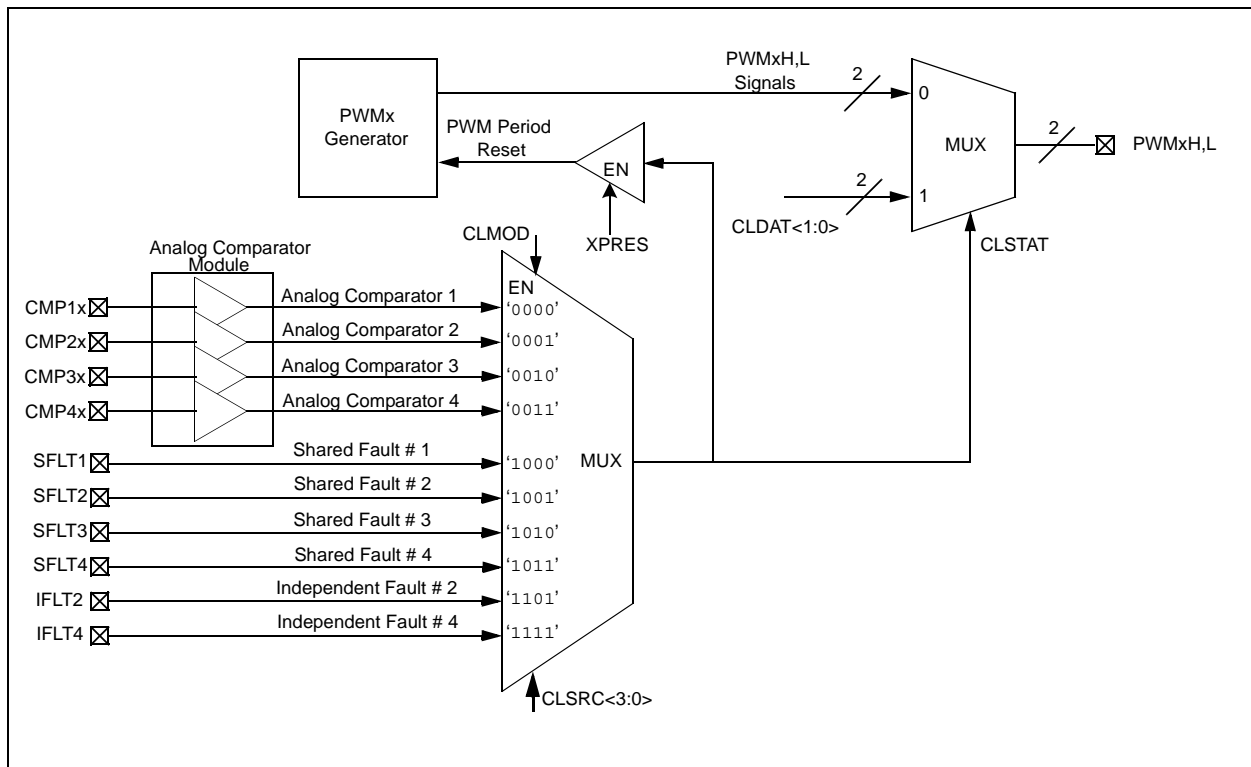 PWMxH,L
Signals
2
0
PWMx
Generator
PWM Period
Reset
EN
MUX
2
PWMxH,L
2
1
CLDAT<1:0>
XPRES
CLSTAT
CLMOD
Analog Comparator
Module
EN
CMP1x
Analog Comparator 1
‘0000’
CMP2x
Analog Comparator 2
‘0001’
CMP3x
Analog Comparator 3
‘0010’
CMP4x
Analog Comparator 4
‘0011’
SFLT1
Shared Fault # 1
‘1000’
MUX
SFLT2
Shared Fault # 2
‘1001’
SFLT3
Shared Fault # 3
‘1010’
SFLT4
Shared Fault # 4
‘1011’
IFLT2
Independent Fault # 2
‘1101’
IFLT4
Independent Fault # 4
‘1111’
CLSRC<3:0>